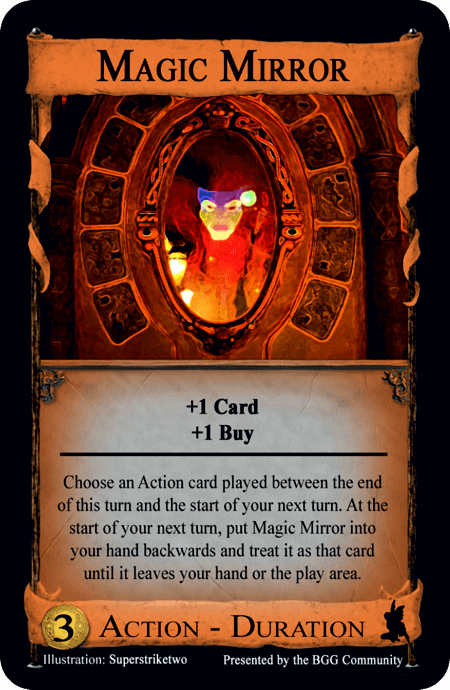 MAGIC MIRROR
+1 Card
+1 Buy
Choose an Action card played between the end
of this turn and the start of your next turn. At the
start of your next turn, put Magic Mirror into
your hand backwards and treat it as that card
until it leaves your hand or the play area.
3 ACTION - DURATION
Illustration: Superstriketwo Presented by the BGG Community